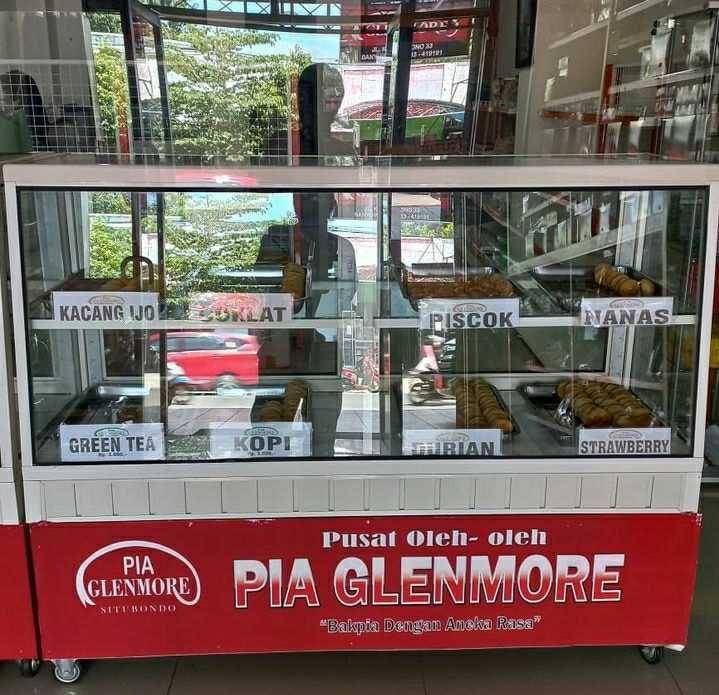 GLENMORE
KACANG IJO
COKLAT
PISCOK
NANAS
GREEN TEA
KOPI
DURIAN
STRAWBERRY
PIA
GLENMORE
SITUBONDO
Pusat Oleh- oleh
PIA GLENMORE
"Bakpia Dengan Aneka Rasa"